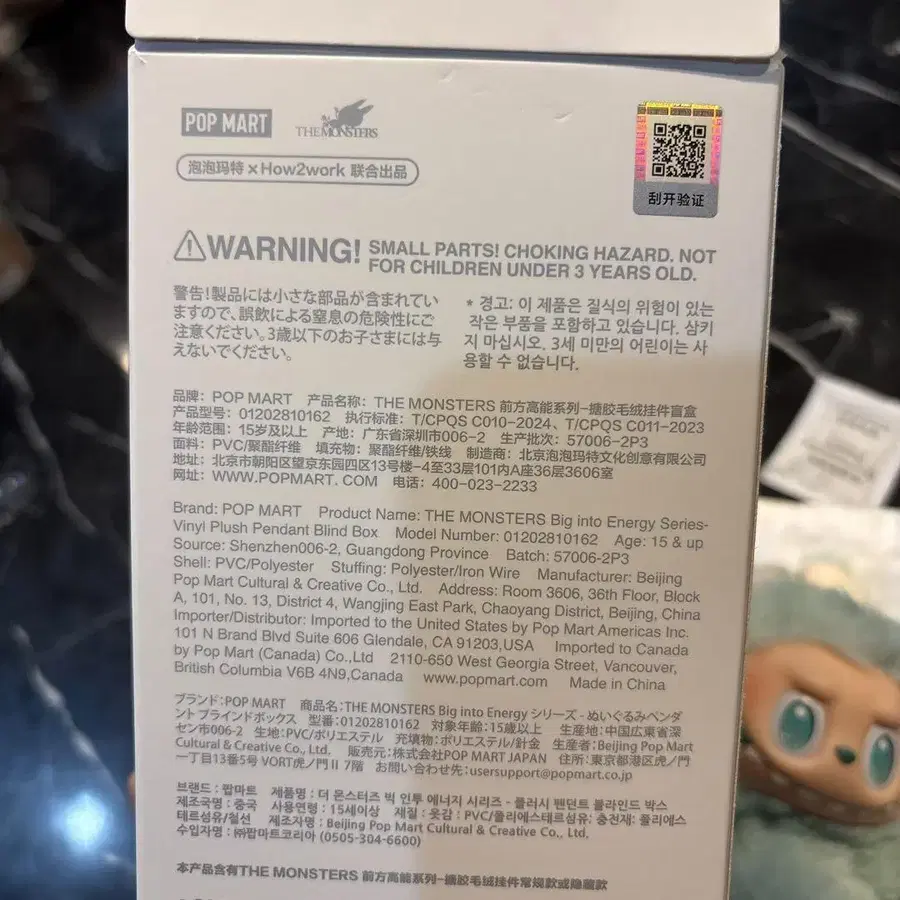 POP MART
THE MONSTERS
泡泡玛特 × How2work 联合出品
刮开验证
WARNING! SMALL PARTS! CHOKING HAZARD. NOT
FOR CHILDREN UNDER 3 YEARS OLD.
警告!製品には小さな部品が含まれてい
ますので、誤飲による窒息の危険性にご
注意ください。3歳以下のお子さまには与
えないでください。
* 경고: 이 제품은 질식의 위험이 있는
작은 부품을 포함하고 있습니다. 삼키
지 마십시오. 3세 미만의 어린이는 사
용할 수 없습니다.
品牌: POP MART 产品名称: THE MONSTERS 前方高能系列-搪胶毛绒挂件盲盒
产品型号: 01202810162 执行标准: T/CPQS C010-2024、T/CPQS C011-2023
年龄范围: 15岁及以上 产地: 广东省深圳市006-2 生产批次: 57006-2P3
面料: PVC/聚酯纤维 填充物: 聚酯纤维/铁线 制造商: 北京泡泡玛特文化创意有限公司
地址: 北京市朝阳区望京东园四区13号楼-4至33层101内A座36层3606室
网址: WWW.POPMART.COM 电话: 400-023-2233
Brand: POP MART Product Name: THE MONSTERS Big into Energy Series-
Vinyl Plush Pendant Blind Box Model Number: 01202810162 Age: 15 & up
Source: Shenzhen006-2, Guangdong Province Batch: 57006-2P3
Shell: PVC/Polyester Stuffing: Polyester/Iron Wire Manufacturer: Beijing
Pop Mart Cultural & Creative Co., Ltd. Address: Room 3606, 36th Floor, Block
A, 101, No. 13, District 4, Wangjing East Park, Chaoyang District, Beijing, China
Importer/Distributor: Imported to the United States by Pop Mart Americas Inc.
101 N Brand Blvd Suite 606 Glendale, CA 91203,USA Imported to Canada
by Pop Mart (Canada) Co.,Ltd 2110-650 West Georgia Street, Vancouver,
British Columbia V6B 4N9,Canada www.popmart.com Made in China
ブランド:POP MART 商品名:THE MONSTERS Big into Energy シリーズ - ぬいぐるみペンダ
ント ブラインドボックス 型番:01202810162 対象年齢:15歳以上 生産地:中国広東省深
セン市006-2 生地:PVC/ポリエステル 充填物:ポリエステル/針金 生産者:Beijing Pop Mart
Cultural & Creative Co., Ltd. 販売元:株式会社POP MART JAPAN 住所:東京都港区虎ノ門
一丁目13番5号 VORT虎ノ門II 7階 お問い合わせ先:usersupport@popmart.co.jp
브랜드 : 팝마트 제품명 : 더 몬스터즈 빅 인투 에너지 시리즈 - 플러시 펜던트 블라인드 박스
제조국명 : 중국 사용연령 : 15세이상 재질 : 겉감 : PVC/폴리에스테르섬유: 충전재: 폴리에스
테르섬유/철선 제조자명 : Beijing Pop Mart Cultural & Creative Co., Ltd.
수입자명 : ㈜팝마트코리아 (0505-304-6600)
本产品含有THE MONSTERS 前方高能系列-搪胶毛绒挂件常规款或隐藏款